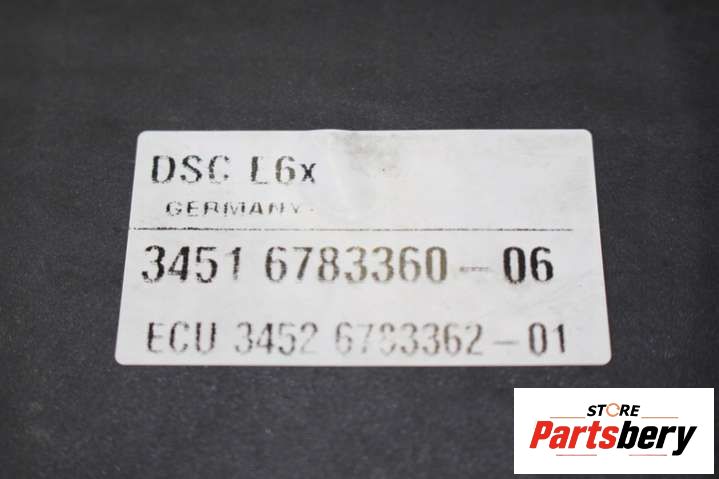 DSC L6x
GERMANY
3451 6783360-06
ECU 3452 6783362-01
STORE
Partsbery